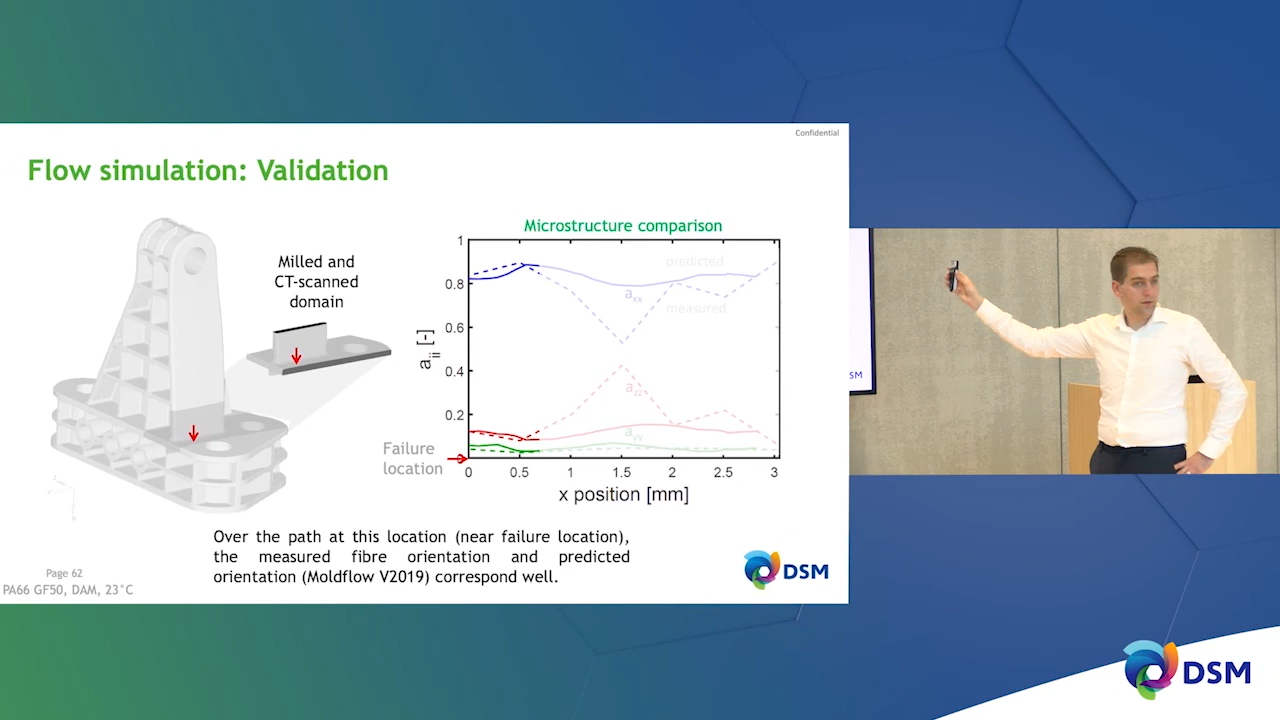 Confidential
Flow simulation: Validation
Milled and
CT-scanned
domain
Microstructure comparison
1
0.8
0.6
0.4
0.2
a_ii [-]
predicted
a_xx
measured
a_zz
a_yy
Failure
location
0 0.5 1 1.5 2 2.5 3
x position [mm]
Over the path at this location (near failure location),
the measured fibre orientation and predicted
orientation (Moldflow V2019) correspond well.
Page 62
PA66 GF50, DAM, 23°C
DSM
SM
DSM